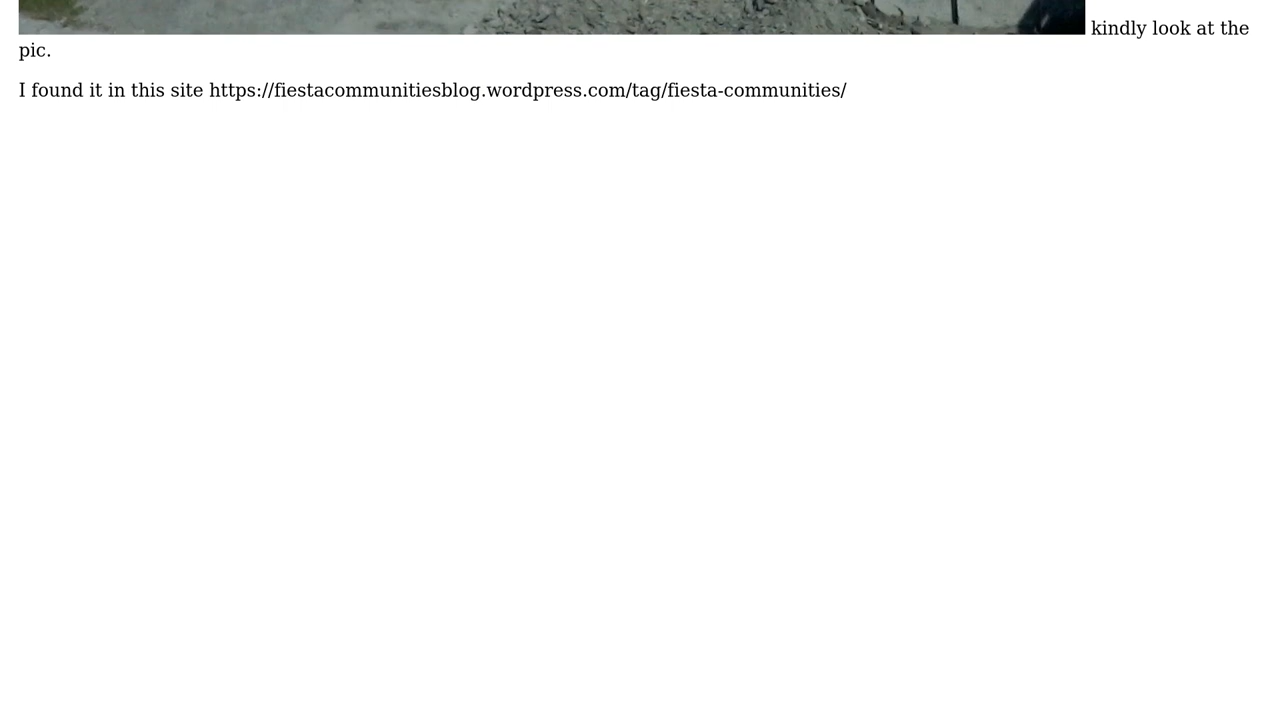 kindly look at the
pic.
I found it in this site https://fiestacommunitiesblog.wordpress.com/tag/fiesta-communities/